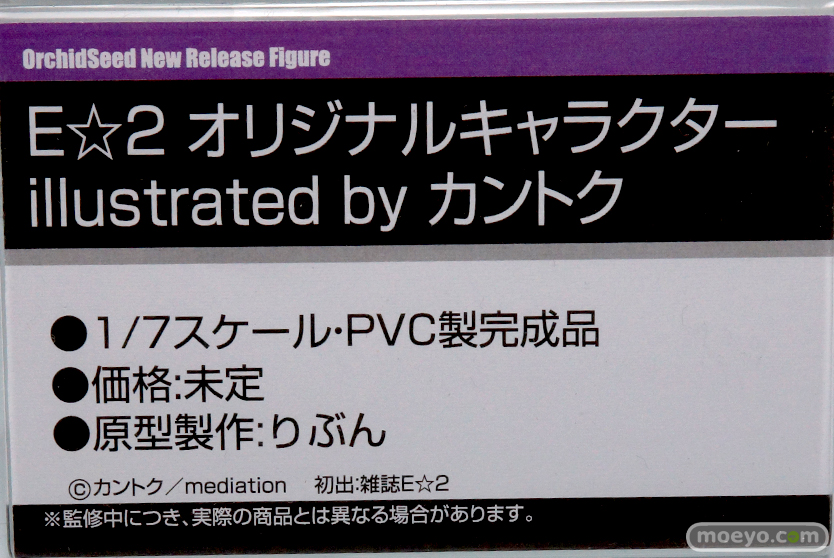 OrchidSeed New Release Figure
E☆2 オリジナルキャラクター
illustrated by カントク
●1/7スケール・PVC製完成品
●価格:未定
●原型製作:りぶん
©カントク／mediation 初出:雑誌E☆2
※監修中につき、実際の商品とは異なる場合があります。
moeyo.com